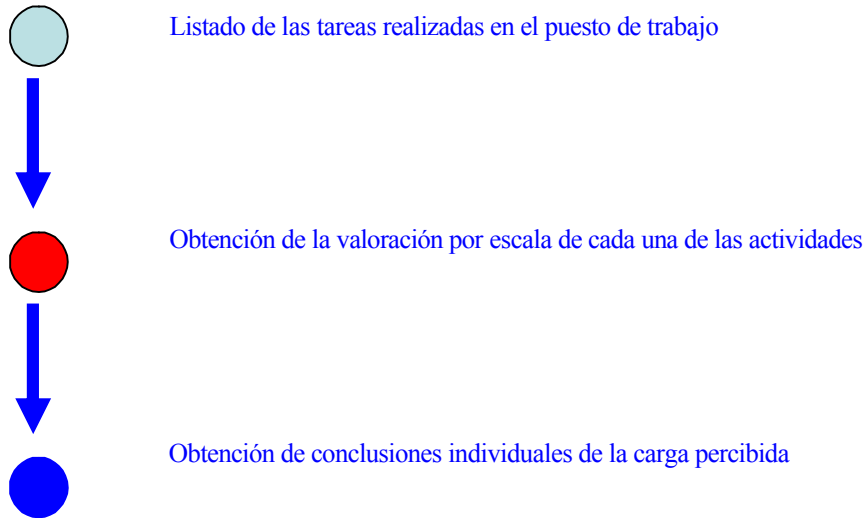 Listado de las tareas realizadas en el puesto de trabajo
Obtención de la valoración por escala de cada una de las actividades
Obtención de conclusiones individuales de la carga percibida